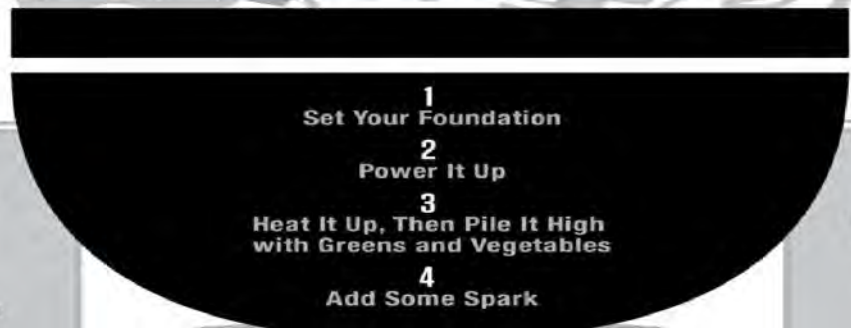 1
Set Your Foundation
2
Power It Up
3
Heat It Up, Then Pile It High
with Greens and Vegetables
4
Add Some Spark